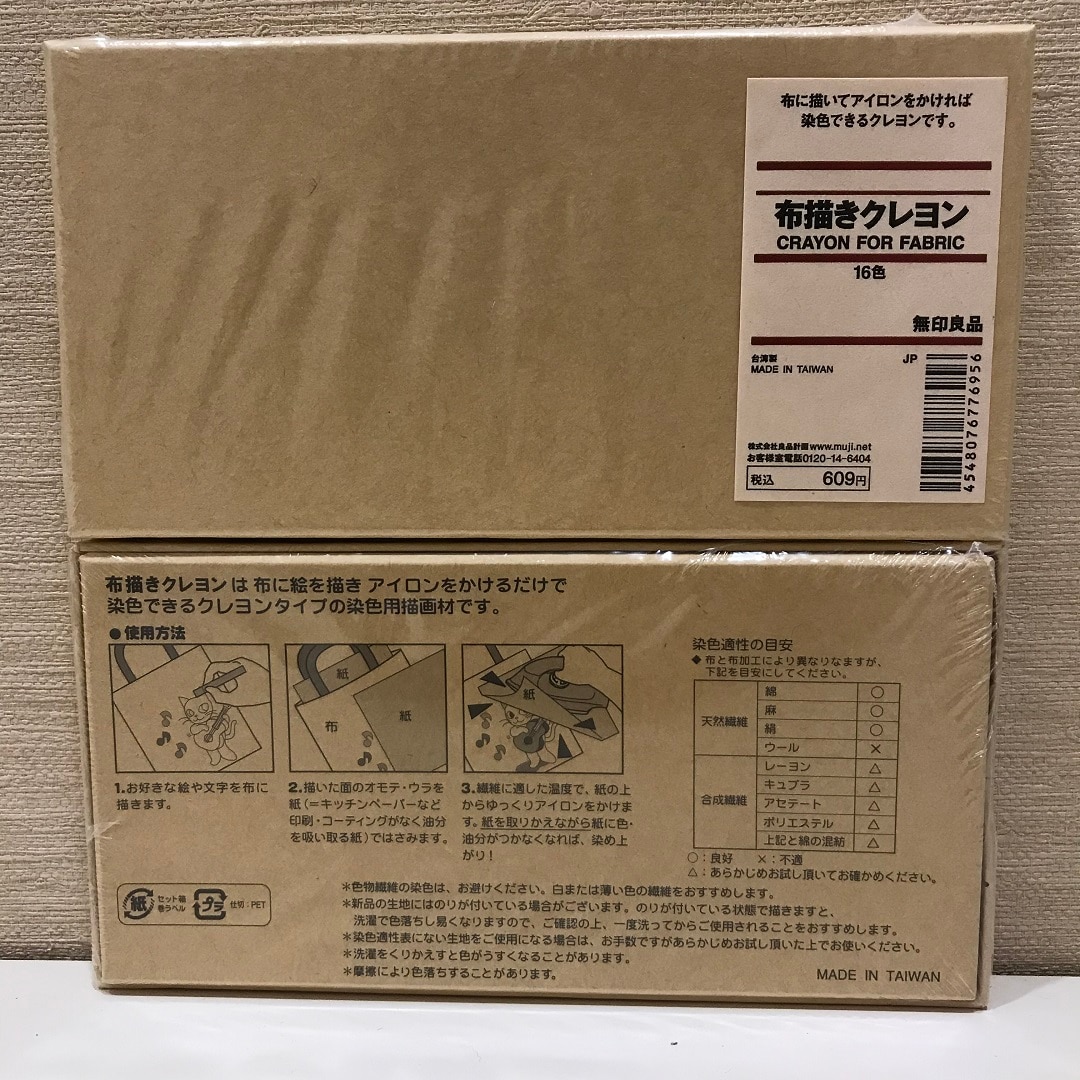 布に描いてアイロンをかければ
染色できるクレヨンです。
布描きクレヨン
CRAYON FOR FABRIC
16色
無印良品
台湾製
MADE IN TAIWAN
JP
4548076776956
株式会社良品計画 www.muji.net
お客様室電話0120-14-6404
税込 609円
布描きクレヨンは 布に絵を描き アイロンをかけるだけで
染色できるクレヨンタイプの染色用描画材です。
●使用方法
紙
布
紙
紙
1.お好きな絵や文字を布に
描きます。
2.描いた面のオモテ・ウラを
紙(=キッチンペーパーなど
印刷・コーティングがなく油分
を吸い取る紙)ではさみます。
3.繊維に適した温度で、紙の上
からゆっくりアイロンをかけま
す。紙を取りかえながら紙に色・
油分がつかなくなれば、染め上
がり!
染色適性の目安
◆布と布加工により異なりなますが、
下記を目安にしてください。
天然繊維
綿 ○
麻 ○
絹 ○
ウール ×
合成繊維
レーヨン △
キュプラ △
アセテート △
ポリエステル △
上記と綿の混紡 △
○:良好 ×:不適
△:あらかじめお試し頂いてお確かめください。
紙 セット箱
巻ラベル
プラ 仕切:PET
*色物繊維の染色は、お避けください。白または薄い色の繊維をおすすめします。
*新品の生地にはのりが付いている場合がございます。のりが付いている状態で描きますと、
洗濯で色落ちし易くなりますので、ご確認の上、一度洗ってからご使用されることをおすすめします。
*染色適性表にない生地をご使用になる場合は、お手数ですがあらかじめお試し頂いた上でお使いください。
*洗濯をくりかえすと色がうすくなることがあります。
*摩擦により色落ちすることがあります。
MADE IN TAIWAN